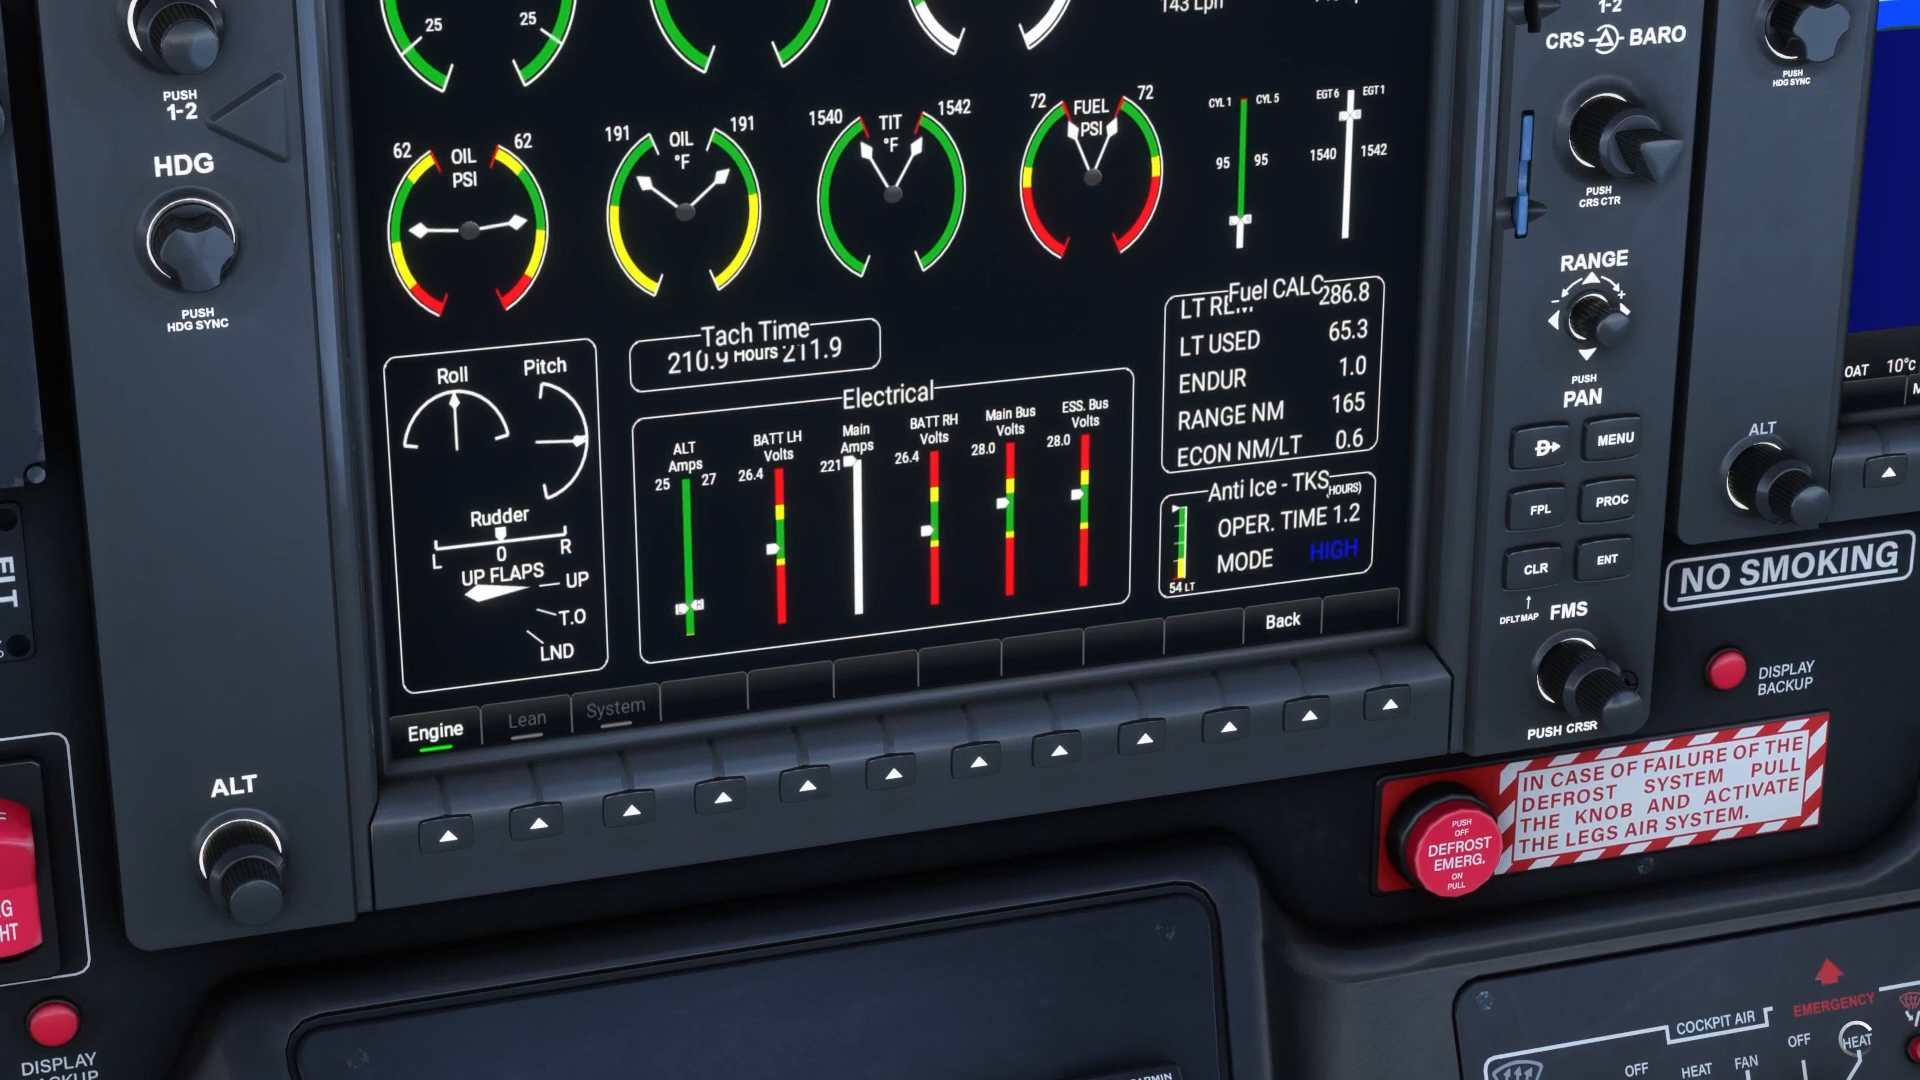 25
25
143 Lph
1-2
CRS
BARO
PUSH
HDG SYNC
PUSH
1-2
HDG
PUSH
HDG SYNC
62
OIL
PSI
62
191
OIL
°F
191
1540
TIT
°F
1542
72
FUEL
PSI
72
CYL 1
CYL 5
95
95
EGT 6
EGT 1
1540
1542
PUSH
CRS CTR
RANGE
PUSH
PAN
MENU
FPL
PROC
CLR
ENT
DFLT MAP
FMS
PUSH CRSR
Tach Time
210.9 Hours 211.9
Fuel CALC
LT REM 286.8
LT USED 65.3
ENDUR 1.0
RANGE NM 165
ECON NM/LT 0.6
Roll
Pitch
Rudder
L 0 R
UP FLAPS
UP
T.O
LND
Electrical
ALT
Amps
25 27
BATT LH
Volts
26.4
Main
Amps
221
BATT RH
Volts
26.4
Main Bus
Volts
28.0
ESS. Bus
Volts
28.0
Anti Ice - TKS (HOURS)
OPER. TIME 1.2
MODE HIGH
54 LT
Engine
Lean
System
Back
ALT
OAT 10°C
ALT
NO SMOKING
DISPLAY
BACKUP
IN CASE OF FAILURE OF THE
DEFROST SYSTEM PULL
THE KNOB AND ACTIVATE
THE LEGS AIR SYSTEM.
PUSH
OFF
DEFROST
EMERG.
ON
PULL
ELT
DISPLAY
BACKUP
EMERGENCY
COCKPIT AIR
OFF
HEAT
OFF
HEAT
FAN